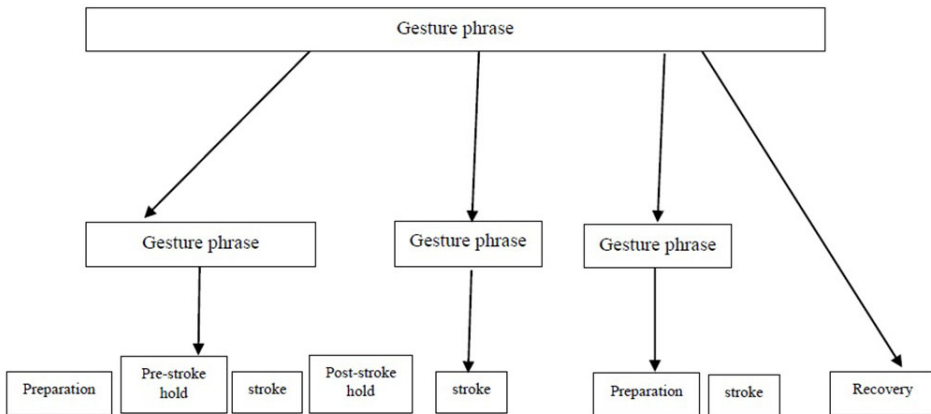 Gesture phrase
Gesture phrase
Gesture phrase
Gesture phrase
Preparation
Pre-stroke
hold
stroke
Post-stroke
hold
stroke
Preparation
stroke
Recovery